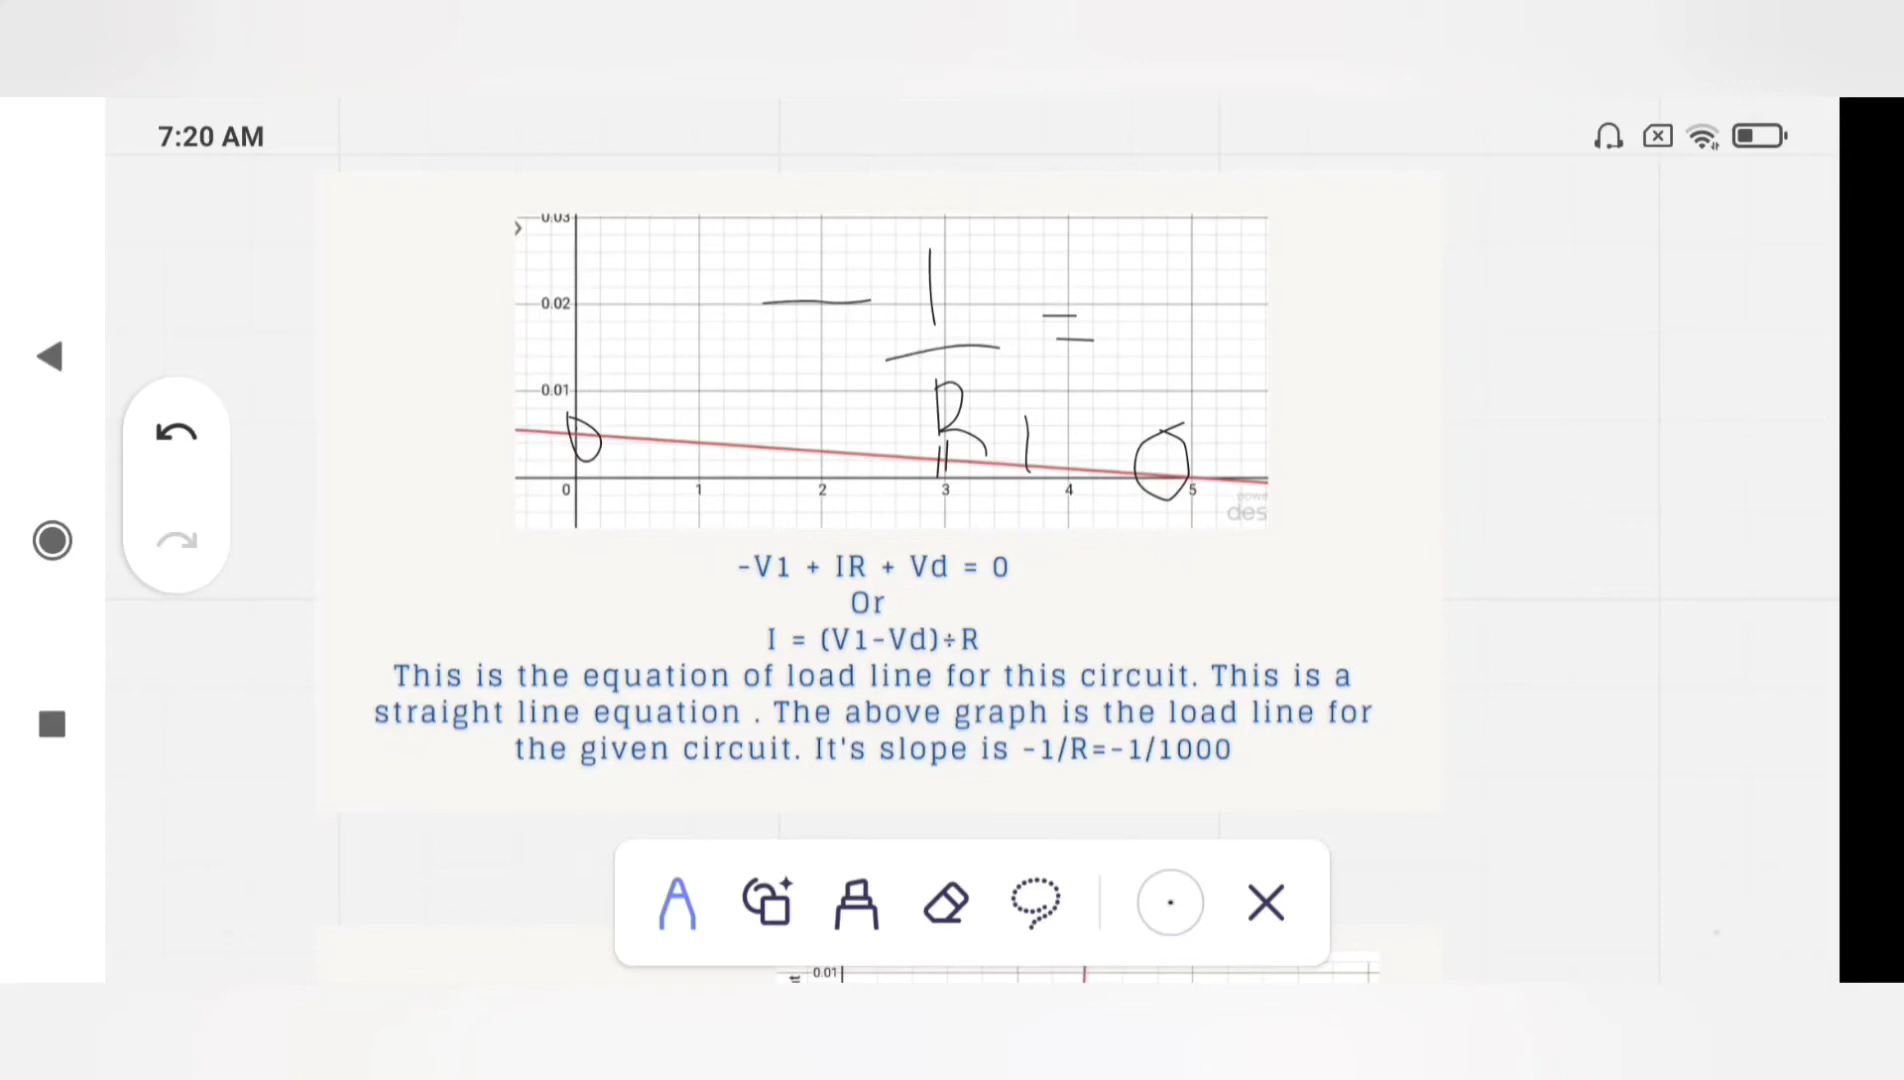 7:20 AM
0.03
0.02
0.01
0 1 2 3 4 5
powe
des
- 1
=
R 1
-V1 + IR + Vd = 0
Or
I = (V1-Vd)÷R
This is the equation of load line for this circuit. This is a
straight line equation . The above graph is the load line for
the given circuit. It's slope is -1/R=-1/1000
0.01